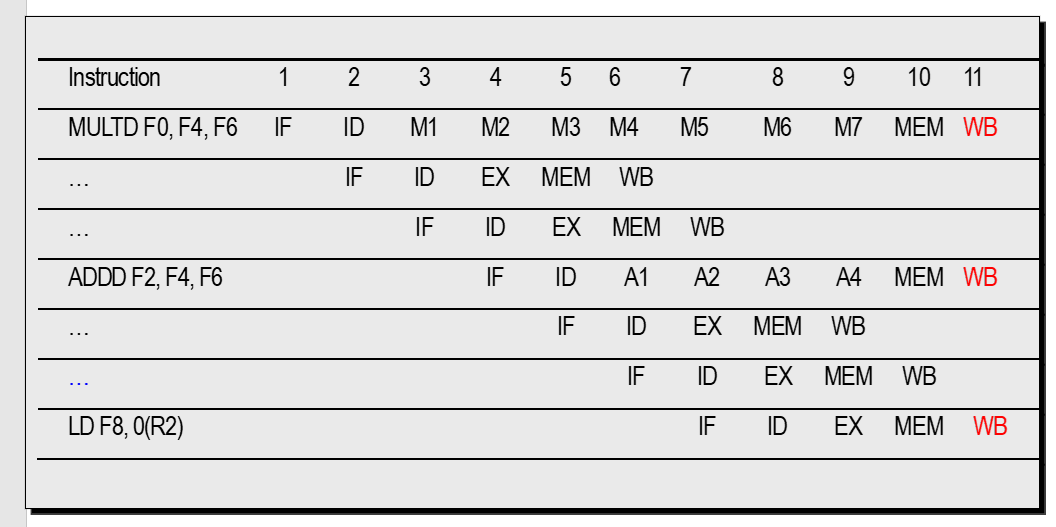 Instruction 1 2 3 4 5 6 7 8 9 10 11
MULTD F0, F4, F6 IF ID M1 M2 M3 M4 M5 M6 M7 MEM WB
… IF ID EX MEM WB
… IF ID EX MEM WB
ADDD F2, F4, F6 IF ID A1 A2 A3 A4 MEM WB
… IF ID EX MEM WB
… IF ID EX MEM WB
LD F8, 0(R2) IF ID EX MEM WB